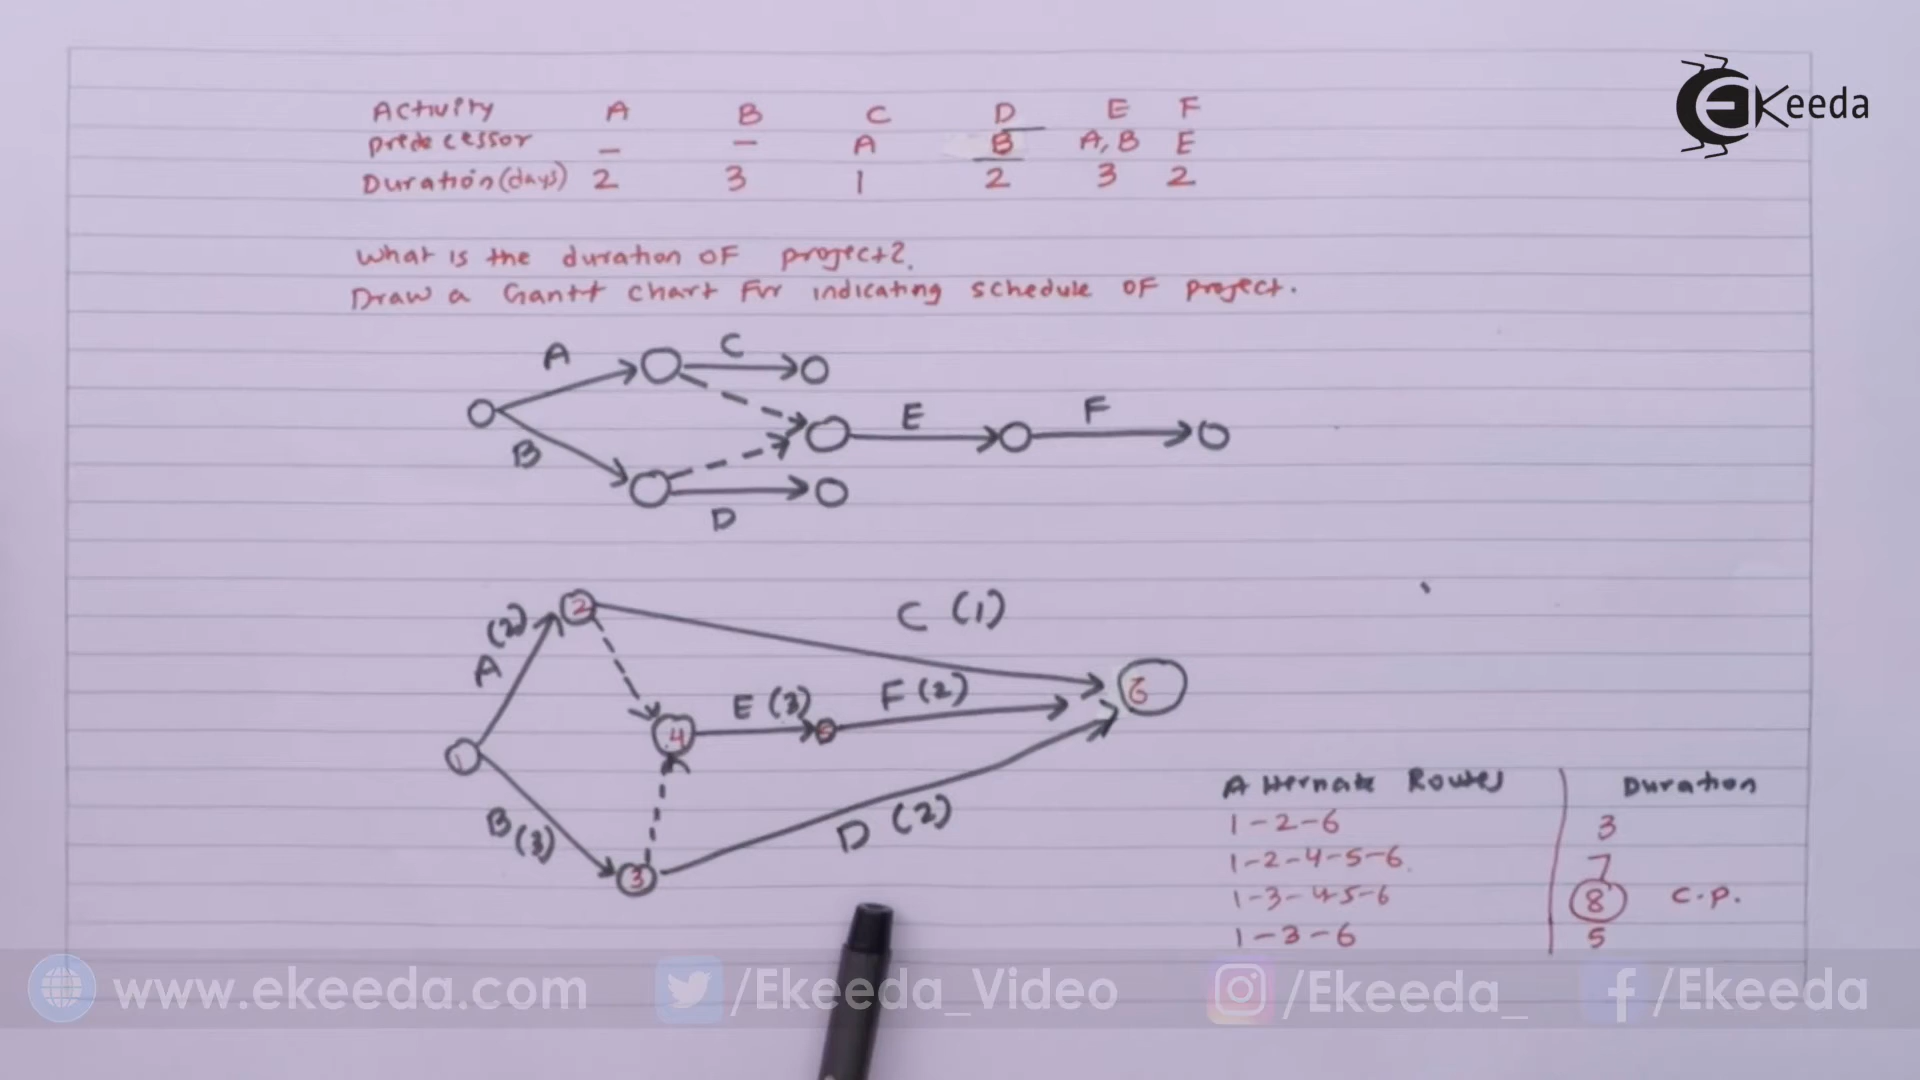 EKeeda
Activity A B C D E F
predecessor – – A B A, B E
Duration (days) 2 3 1 2 3 2
What is the duration of project?.
Draw a Gantt chart for indicating schedule of project.
A C
B E F
D
(2) 2 C (1)
A E (3) F (2) 6
1 4 5
B (3) D (2)
3
Alternate Routes Duration
1-2-6 3
1-2-4-5-6. 7
1-3-4-5-6 8 C.P.
1-3-6 5
www.ekeeda.com /Ekeeda_Video /Ekeeda_ /Ekeeda